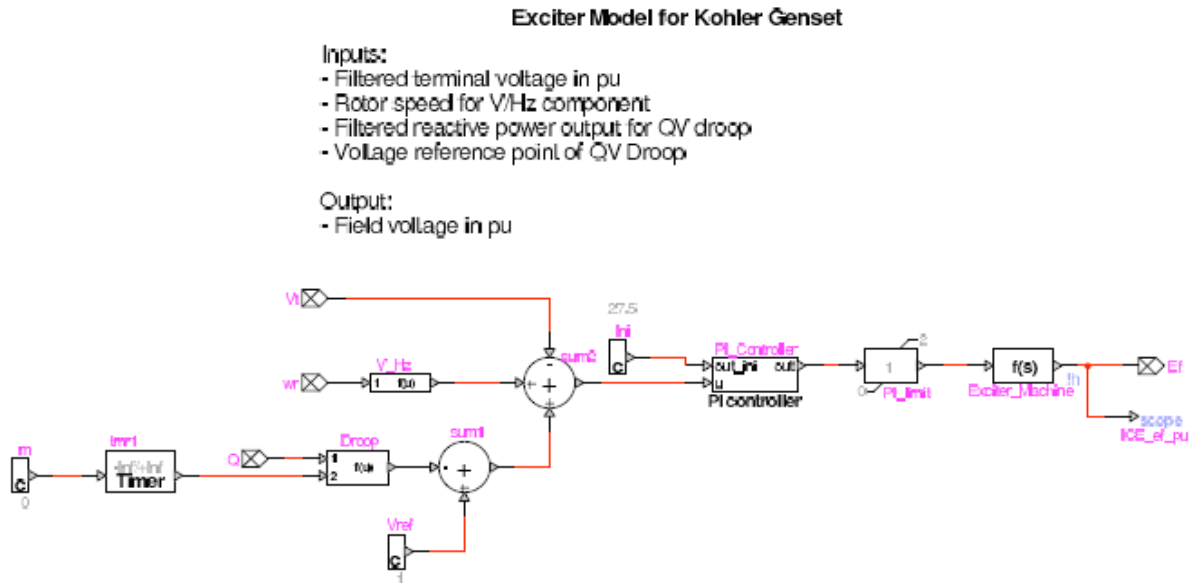 Exciter Model for Kohler Genset
Inputs:
- Filtered terminal voltage in pu
- Rotor speed for V/Hz component
- Filtered reactive power output for QV droop
- Voltage reference point of QV Droop
Output:
- Field voltage in pu
Vt
27.5
Ini
sum2
V_Hz
wr
1 f(u)
C
PI_Controller
out_ini out
u
PI controller
2
1
0
PI_limit
f(s)
Exciter_Machine
!h
Ef
scope
ICE_ef_pu
tmr1
-Inf/+Inf
Timer
C
0
Q
Droop
1
2
f(u)
sum1
Vref
C
1